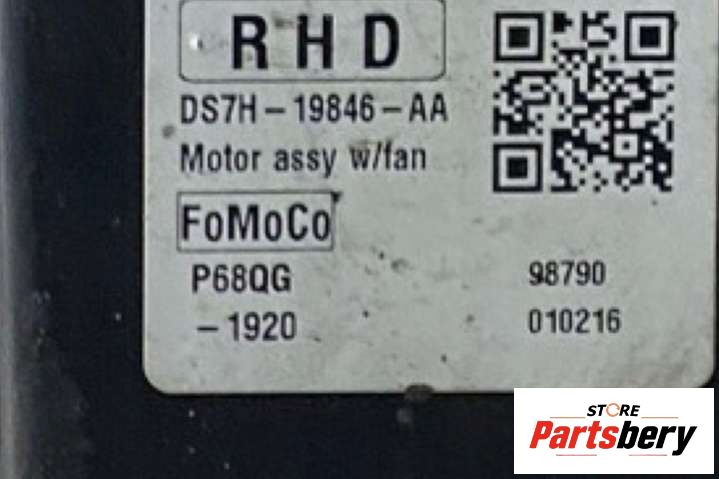 RHD
DS7H-19846-AA
Motor assy w/fan
FoMoCo
P68QG 98790
-1920 010216
STORE
Partsbery